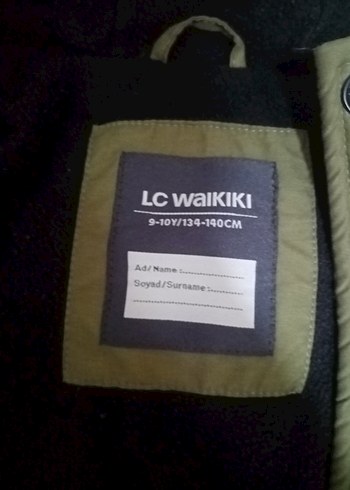 LC WAIKIKI
9-10Y/134-140CM
Ad/Name:....................
Soyad/Surname:..........
..................................